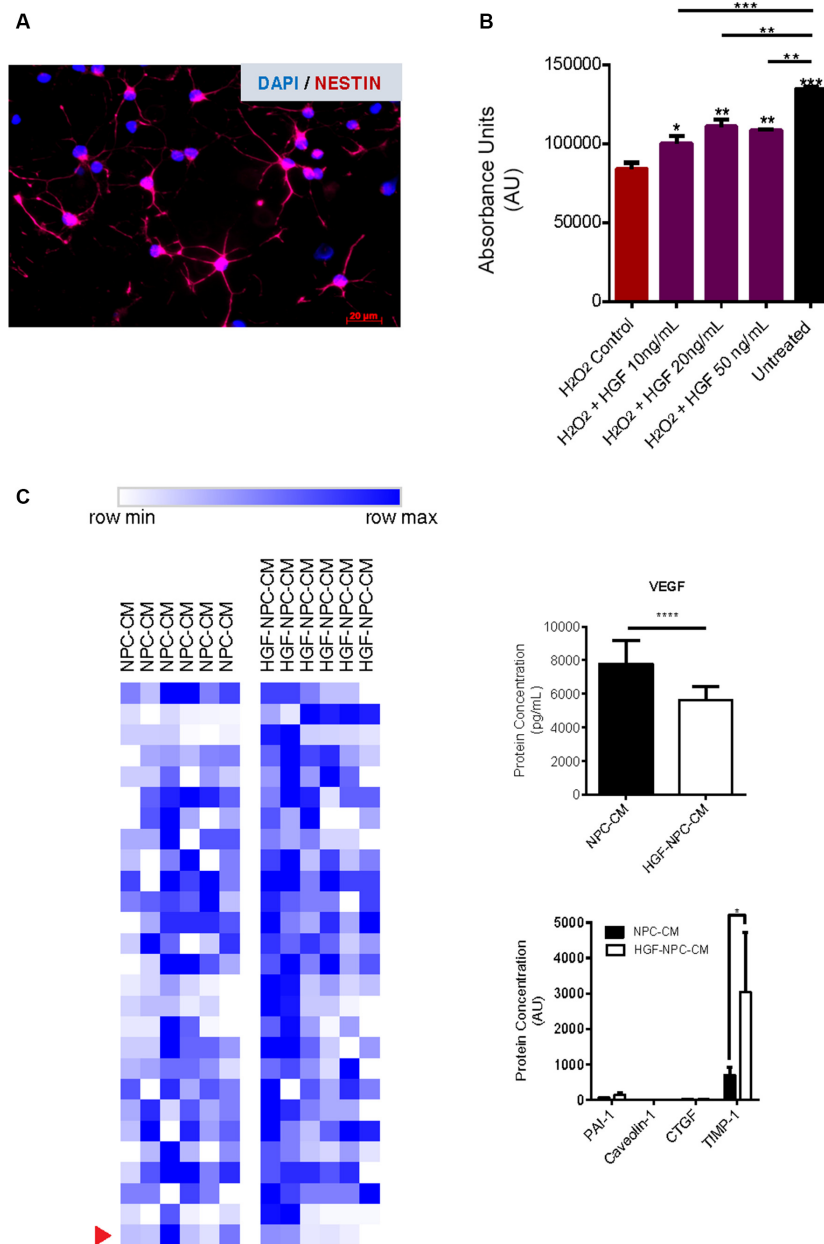 A
DAPI / NESTIN
20 µm
B
***
**
**
150000
100000
50000
0
Absorbance Units
(AU)
*
**
**
***
H2O2 Control
H2O2 + HGF 10ng/mL
H2O2 + HGF 20ng/mL
H2O2 + HGF 50 ng/mL
Untreated
C
row min
row max
NPC-CM
NPC-CM
NPC-CM
NPC-CM
NPC-CM
NPC-CM
HGF-NPC-CM
HGF-NPC-CM
HGF-NPC-CM
HGF-NPC-CM
HGF-NPC-CM
HGF-NPC-CM
VEGF
****
10000
8000
6000
4000
2000
0
Protein Concentration
(pg/mL)
NPC-CM
HGF-NPC-CM
5000
4000
3000
2000
1000
0
Protein Concentration
(AU)
NPC-CM
HGF-NPC-CM
*
PAI-1
Caveolin-1
CTGF
TIMP-1